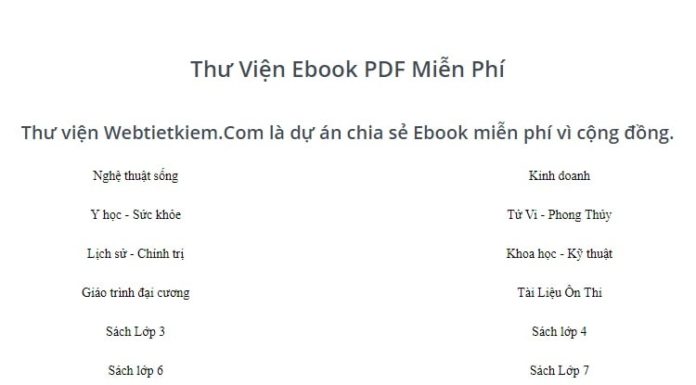 Thư Viện Ebook PDF Miễn Phí
Thư viện Webtietkiem.Com là dự án chia sẻ Ebook miễn phí vì cộng đồng.
Nghệ thuật sống
Kinh doanh
Y học - Sức khỏe
Tử Vi - Phong Thủy
Lịch sử - Chính trị
Khoa học - Kỹ thuật
Giáo trình đại cương
Tài Liệu Ôn Thi
Sách Lớp 3
Sách lớp 4
Sách lớp 6
Sách Lớp 7